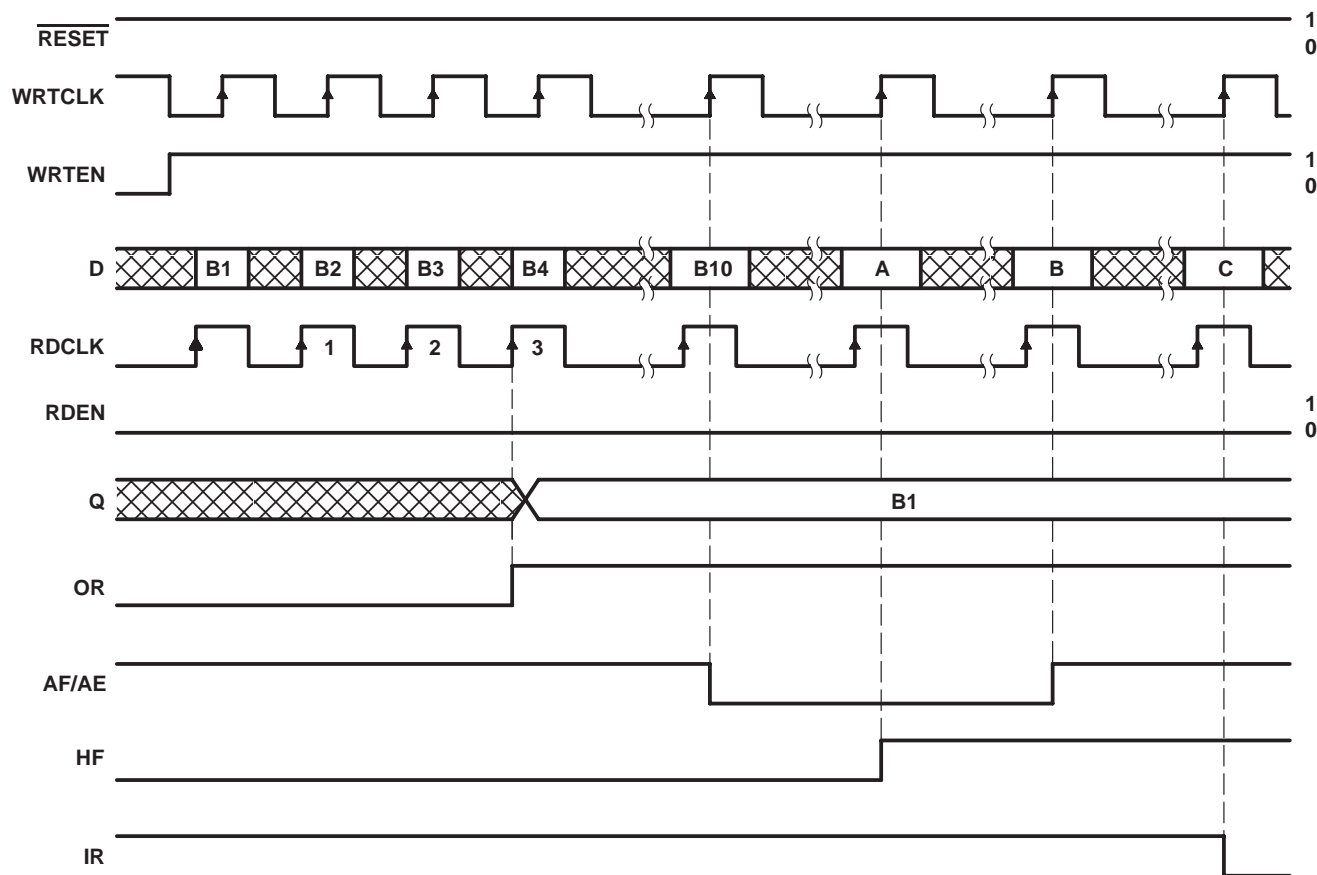 RESET 1
0
WRTCLK
WRTEN 1
0
D B1 B2 B3 B4 B10 A B C
RDCLK 1 2 3
RDEN 1
0
Q B1
OR
AF/AE
HF
IR